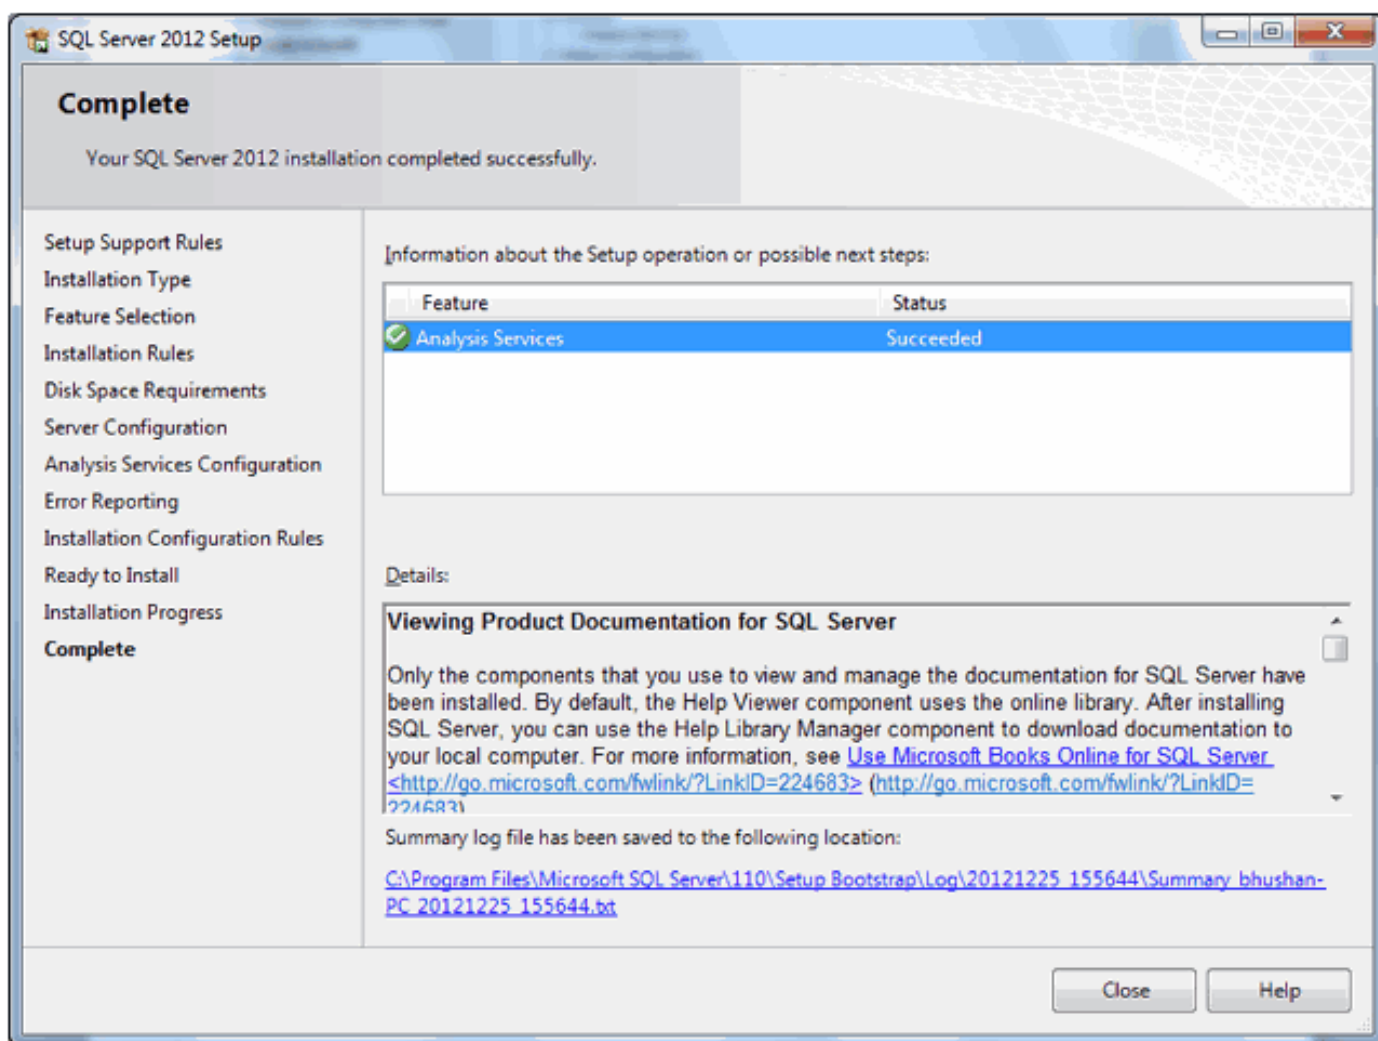 SQL Server 2012 Setup
Complete
Your SQL Server 2012 installation completed successfully.
Setup Support Rules
Installation Type
Feature Selection
Installation Rules
Disk Space Requirements
Server Configuration
Analysis Services Configuration
Error Reporting
Installation Configuration Rules
Ready to Install
Installation Progress
Complete
Information about the Setup operation or possible next steps:
Feature Status
Analysis Services Succeeded
Details:
Viewing Product Documentation for SQL Server
Only the components that you use to view and manage the documentation for SQL Server have
been installed. By default, the Help Viewer component uses the online library. After installing
SQL Server, you can use the Help Library Manager component to download documentation to
your local computer. For more information, see Use Microsoft Books Online for SQL Server
<http://go.microsoft.com/fwlink/?LinkID=224683> (http://go.microsoft.com/fwlink/?LinkID=
224683)
Summary log file has been saved to the following location:
C:\Program Files\Microsoft SQL Server\110\Setup Bootstrap\Log\20121225_155644\Summary_bhushan-
PC_20121225_155644.txt
Close Help